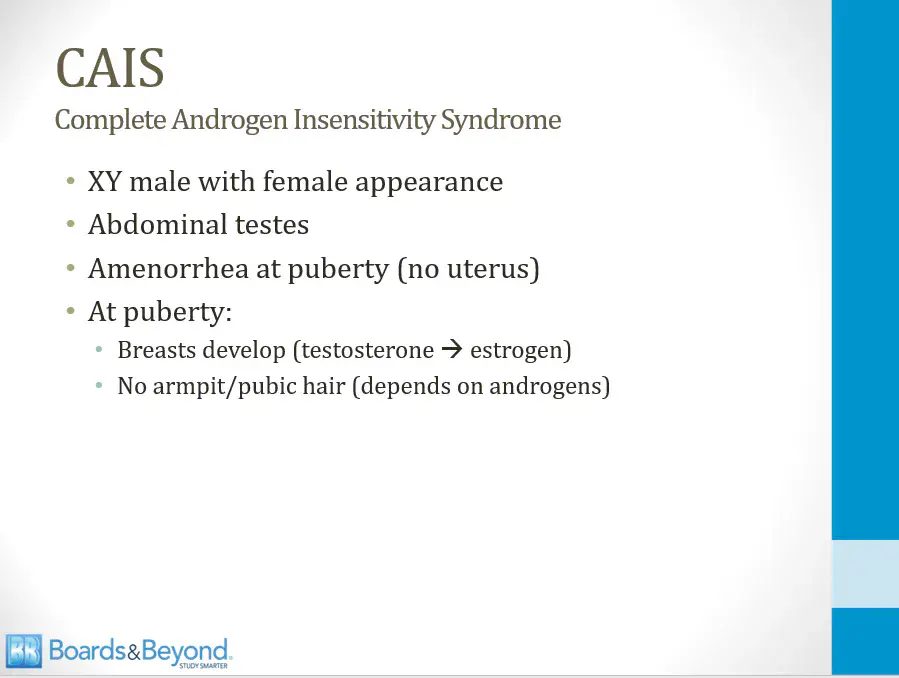 CAIS
Complete Androgen Insensitivity Syndrome
• XY male with female appearance
• Abdominal testes
• Amenorrhea at puberty (no uterus)
• At puberty:
• Breasts develop (testosterone → estrogen)
• No armpit/pubic hair (depends on androgens)
BB Boards&Beyond.
STUDY SMARTER